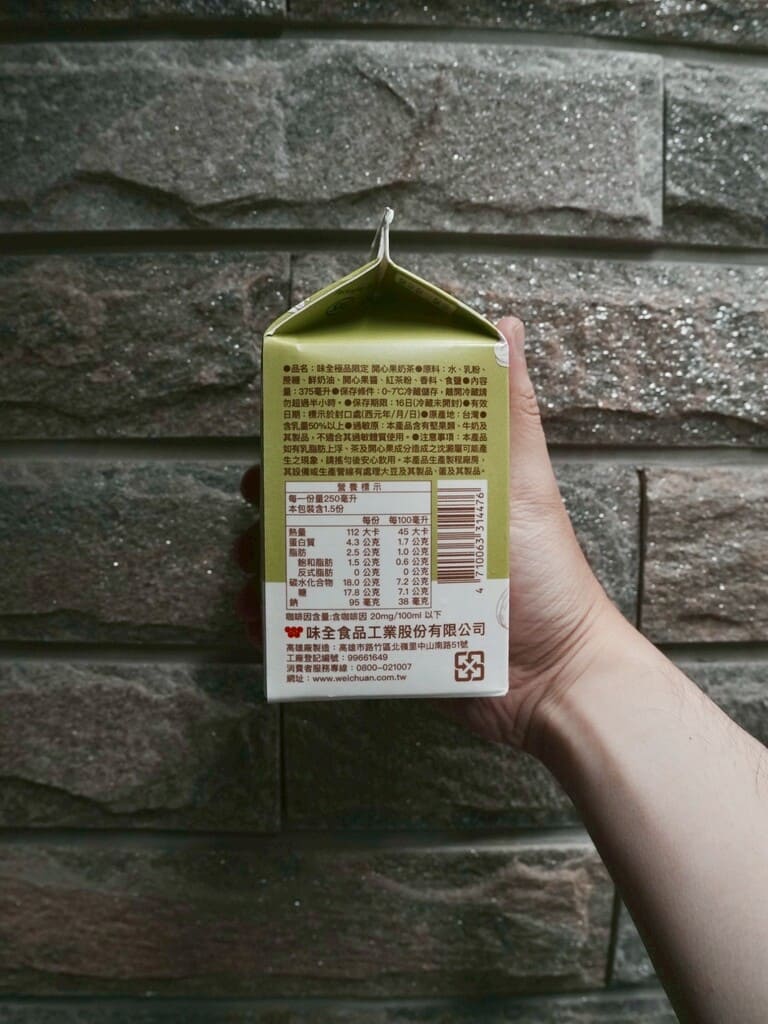 ●品名：味全極品限定 開心果奶茶●原料：水、乳粉、
蔗糖、鮮奶油、開心果醬、紅茶粉、香料、食鹽●內容
量：375毫升●保存條件：0~7℃冷藏儲存，離開冷藏請
勿超過半小時。●保存期限：16日(冷藏未開封)●有效
日期：標示於封口處(西元年/月/日)●原產地：台灣●
含乳量50%以上●過敏原：本產品含有堅果類、牛奶及
其製品，不適合其過敏體質使用。●注意事項：本產品
如有乳脂肪上浮、茶及開心果成分造成之沈澱屬可能產
生之現象，請搖勻後安心飲用。本產品生產製程廠房，
其設備或生產管線有處理大豆及其製品、蛋及其製品。
營養標示
每一份量250毫升
本包裝含1.5份
每份 每100毫升
熱量 112 大卡 45 大卡
蛋白質 4.3 公克 1.7 公克
脂肪 2.5 公克 1.0 公克
飽和脂肪 1.5 公克 0.6 公克
反式脂肪 0 公克 0 公克
碳水化合物 18.0 公克 7.2 公克
糖 17.8 公克 7.1 公克
鈉 95 毫克 38 毫克
4 710063 314476
咖啡因含量:含咖啡因 20mg/100ml 以下
味全食品工業股份有限公司
高雄廠製造：高雄市路竹區北嶺里中山南路51號
工廠登記編號：99661649
消費者服務專線：0800-021007
網址：www.weichuan.com.tw